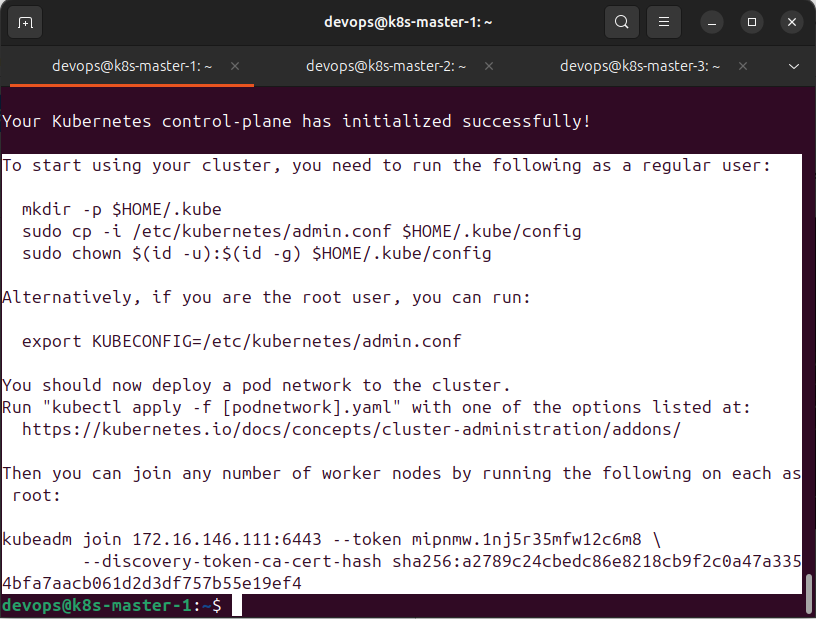 devops@k8s-master-1: ~
devops@k8s-master-1: ~
devops@k8s-master-2: ~
devops@k8s-master-3: ~
Your Kubernetes control-plane has initialized successfully!
To start using your cluster, you need to run the following as a regular user:
mkdir -p $HOME/.kube
sudo cp -i /etc/kubernetes/admin.conf $HOME/.kube/config
sudo chown $(id -u):$(id -g) $HOME/.kube/config
Alternatively, if you are the root user, you can run:
export KUBECONFIG=/etc/kubernetes/admin.conf
You should now deploy a pod network to the cluster.
Run "kubectl apply -f [podnetwork].yaml" with one of the options listed at:
https://kubernetes.io/docs/concepts/cluster-administration/addons/
Then you can join any number of worker nodes by running the following on each as
root:
kubeadm join 172.16.146.111:6443 --token mipnmw.1nj5r35mfw12c6m8 \
--discovery-token-ca-cert-hash sha256:a2789c24cbedc86e8218cb9f2c0a47a335
4bfa7aacb061d2d3df757b55e19ef4
devops@k8s-master-1:~$